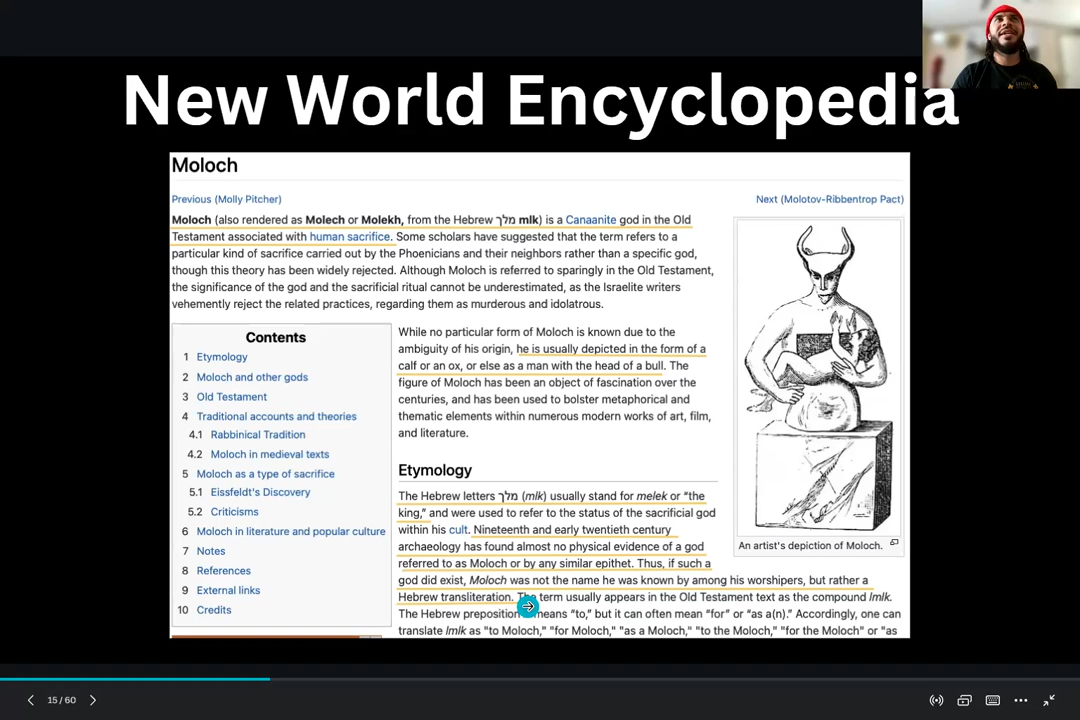 New World Encyclopedia
Moloch
Previous (Molly Pitcher)
Next (Molotov-Ribbentrop Pact)
Moloch (also rendered as Molech or Molekh, from the Hebrew מלך mlk) is a Canaanite god in the Old
Testament associated with human sacrifice. Some scholars have suggested that the term refers to a
particular kind of sacrifice carried out by the Phoenicians and their neighbors rather than a specific god,
though this theory has been widely rejected. Although Moloch is referred to sparingly in the Old Testament,
the significance of the god and the sacrificial ritual cannot be underestimated, as the Israelite writers
vehemently reject the related practices, regarding them as murderous and idolatrous.
Contents
1 Etymology
2 Moloch and other gods
3 Old Testament
4 Traditional accounts and theories
4.1 Rabbinical Tradition
4.2 Moloch in medieval texts
5 Moloch as a type of sacrifice
5.1 Eissfeldt's Discovery
5.2 Criticisms
6 Moloch in literature and popular culture
7 Notes
8 References
9 External links
10 Credits
While no particular form of Moloch is known due to the
ambiguity of his origin, he is usually depicted in the form of a
calf or an ox, or else as a man with the head of a bull. The
figure of Moloch has been an object of fascination over the
centuries, and has been used to bolster metaphorical and
thematic elements within numerous modern works of art, film,
and literature.
Etymology
The Hebrew letters מלך (mlk) usually stand for melek or "the
king," and were used to refer to the status of the sacrificial god
within his cult. Nineteenth and early twentieth century
archaeology has found almost no physical evidence of a god
referred to as Moloch or by any similar epithet. Thus, if such a
god did exist, Moloch was not the name he was known by among his worshipers, but rather a
Hebrew transliteration. The term usually appears in the Old Testament text as the compound lmlk.
The Hebrew preposition means "to," but it can often mean "for" or "as a(n)." Accordingly, one can
translate lmlk as "to Moloch," "for Moloch," "as a Moloch," "to the Moloch," "for the Moloch" or "as
An artist's depiction of Moloch.
15 / 60